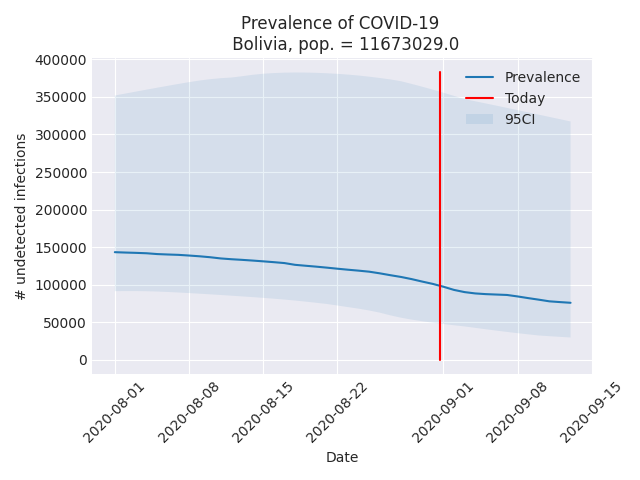 Prevalence of COVID-19
Bolivia, pop. = 11673029.0
400000
350000
300000
250000
200000
150000
100000
50000
0
# undetected infections
Prevalence
Today
95CI
2020-08-01
2020-08-08
2020-08-15
2020-08-22
2020-09-01
2020-09-08
2020-09-15
Date